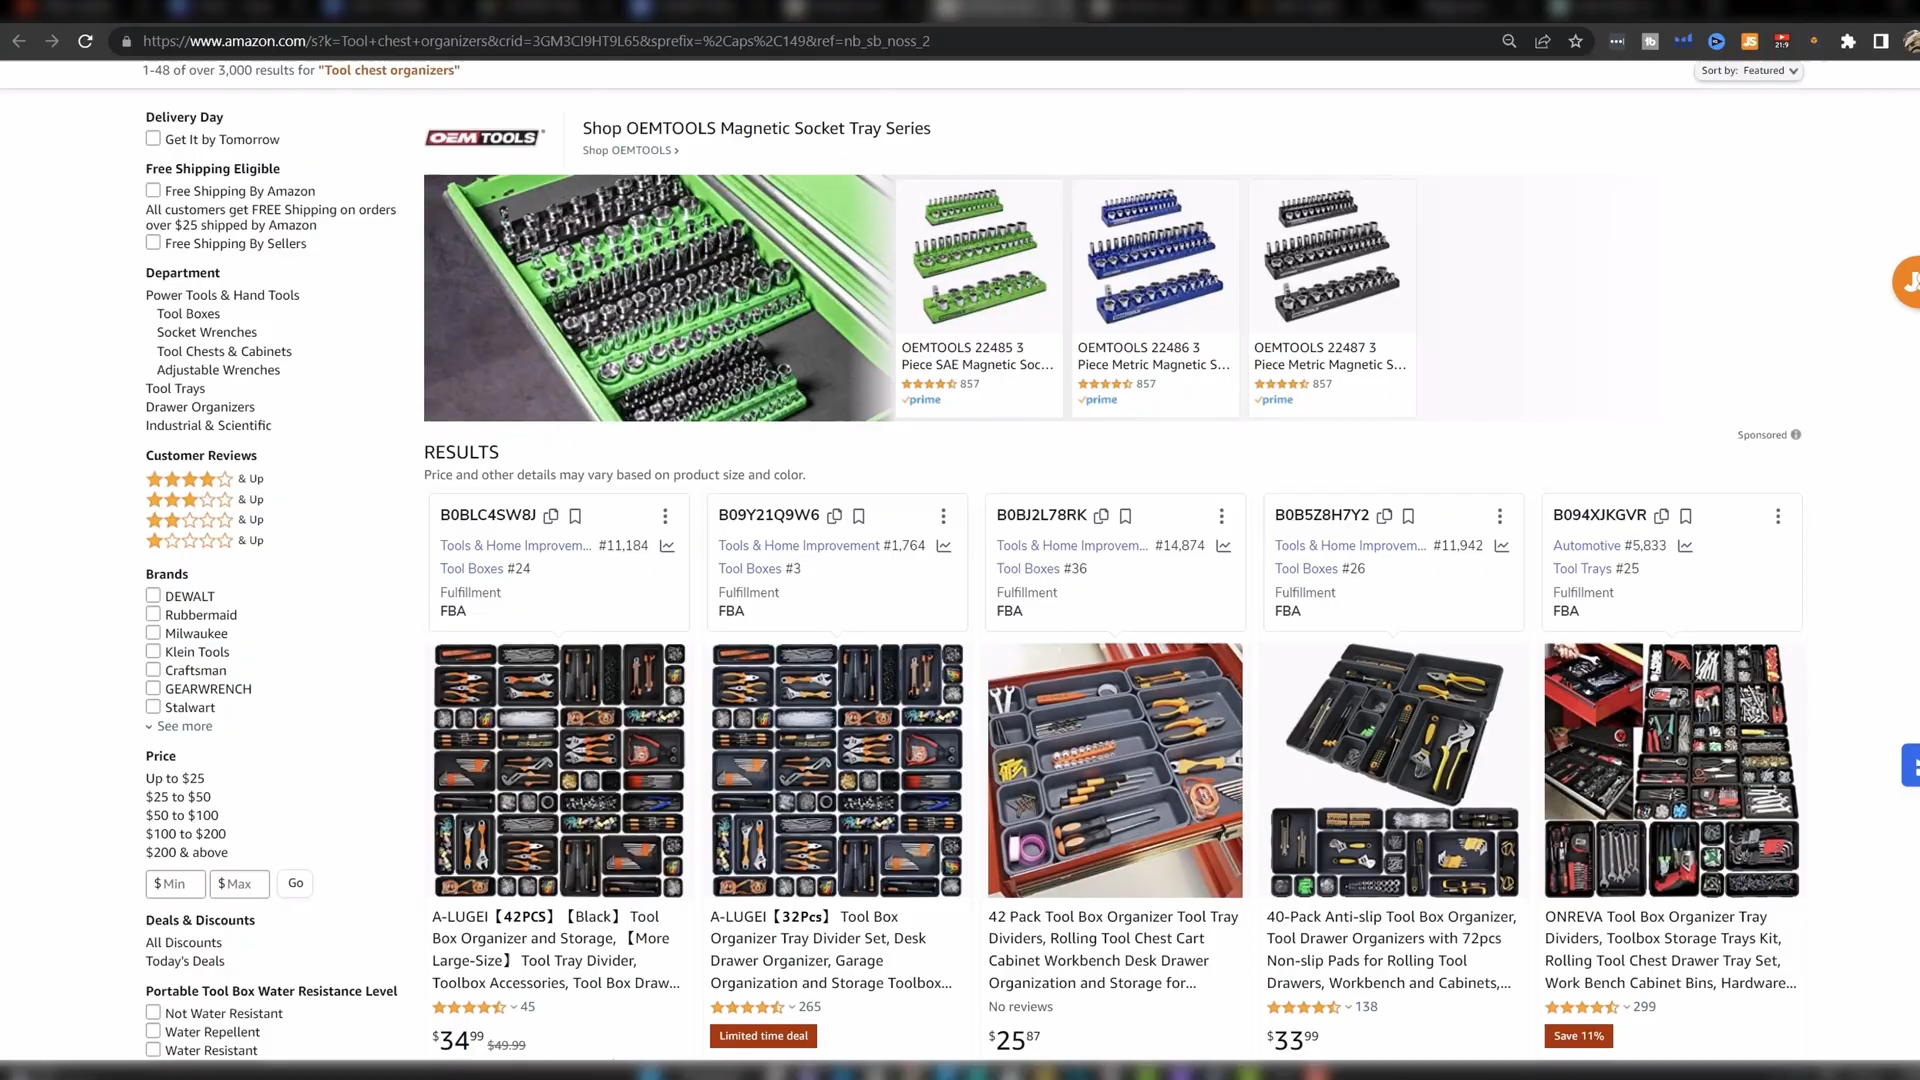 https://www.amazon.com/s?k=Tool+chest+organizers&crid=3GM3CI9HT9L65&sprefix=%2Caps%2C149&ref=nb_sb_noss_2
21:9
1-48 of over 3,000 results for "Tool chest organizers"
Sort by: Featured
Delivery Day
Get It by Tomorrow
Free Shipping Eligible
Free Shipping By Amazon
All customers get FREE Shipping on orders
over $25 shipped by Amazon
Free Shipping By Sellers
Department
Power Tools & Hand Tools
Tool Boxes
Socket Wrenches
Tool Chests & Cabinets
Adjustable Wrenches
Tool Trays
Drawer Organizers
Industrial & Scientific
Customer Reviews
& Up
& Up
& Up
& Up
Brands
DEWALT
Rubbermaid
Milwaukee
Klein Tools
Craftsman
GEARWRENCH
Stalwart
See more
Price
Up to $25
$25 to $50
$50 to $100
$100 to $200
$200 & above
$ Min $ Max Go
Deals & Discounts
All Discounts
Today's Deals
Portable Tool Box Water Resistance Level
Not Water Resistant
Water Repellent
Water Resistant
OEMTOOLS
Shop OEMTOOLS Magnetic Socket Tray Series
Shop OEMTOOLS ›
OEMTOOLS 22485 3
Piece SAE Magnetic Soc...
857
prime
OEMTOOLS 22486 3
Piece Metric Magnetic S...
857
prime
OEMTOOLS 22487 3
Piece Metric Magnetic S...
857
prime
Sponsored
RESULTS
Price and other details may vary based on product size and color.
B0BLC4SW8J
Tools & Home Improvem... #11,184
Tool Boxes #24
Fulfillment
FBA
A-LUGEI【42PCS】【Black】 Tool
Box Organizer and Storage, 【More
Large-Size】 Tool Tray Divider,
Toolbox Accessories, Tool Box Draw...
45
$34 99 $49.99
B09Y21Q9W6
Tools & Home Improvement #1,764
Tool Boxes #3
Fulfillment
FBA
A-LUGEI【32Pcs】 Tool Box
Organizer Tray Divider Set, Desk
Drawer Organizer, Garage
Organization and Storage Toolbox...
265
Limited time deal
B0BJ2L78RK
Tools & Home Improvem... #14,874
Tool Boxes #36
Fulfillment
FBA
42 Pack Tool Box Organizer Tool Tray
Dividers, Rolling Tool Chest Cart
Cabinet Workbench Desk Drawer
Organization and Storage for...
No reviews
$25 87
B0B5Z8H7Y2
Tools & Home Improvem... #11,942
Tool Boxes #26
Fulfillment
FBA
40-Pack Anti-slip Tool Box Organizer,
Tool Drawer Organizers with 72pcs
Non-slip Pads for Rolling Tool
Drawers, Workbench and Cabinets,...
138
$33 99
B094XJKGVR
Automotive #5,833
Tool Trays #25
Fulfillment
FBA
ONREVA Tool Box Organizer Tray
Dividers, Toolbox Storage Trays Kit,
Rolling Tool Chest Drawer Tray Set,
Work Bench Cabinet Bins, Hardware...
299
Save 11%